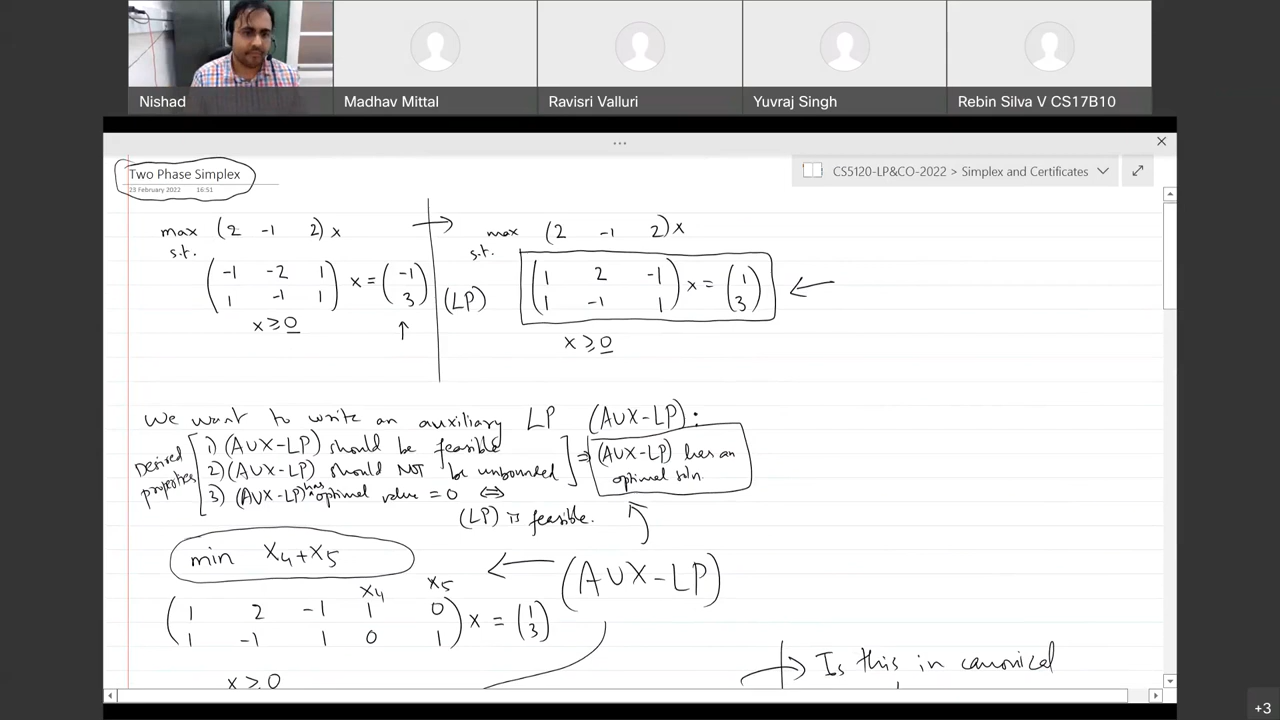 Nishad
Madhav Mittal
Ravisri Valluri
Yuvraj Singh
Rebin Silva V CS17B10
Two Phase Simplex
23 February 2022 16:51
CS5120-LP&CO-2022 > Simplex and Certificates
max (2 -1 2) x
s.t.
(-1 -2 1
1 -1 1) x = (-1
3)
x ≥ 0
→ max (2 -1 2) x
s.t.
(LP)
(1 2 -1
1 -1 1) x = (1
3) ←
x ≥ 0
We want to write an auxiliary LP (AUX-LP):
Desired properties
1) (AUX-LP) should be feasible
2) (AUX-LP) should NOT be unbounded
⇒ (AUX-LP) has an
optimal soln.
3) (AUX-LP) has optimal value = 0 ⇔
(LP) is feasible.
min x4+x5
(AUX-LP)
x4 x5
(1 2 -1 1 0
1 -1 1 0 1) x = (1
3)
x ≥ 0
→ Is this in canonical
+3